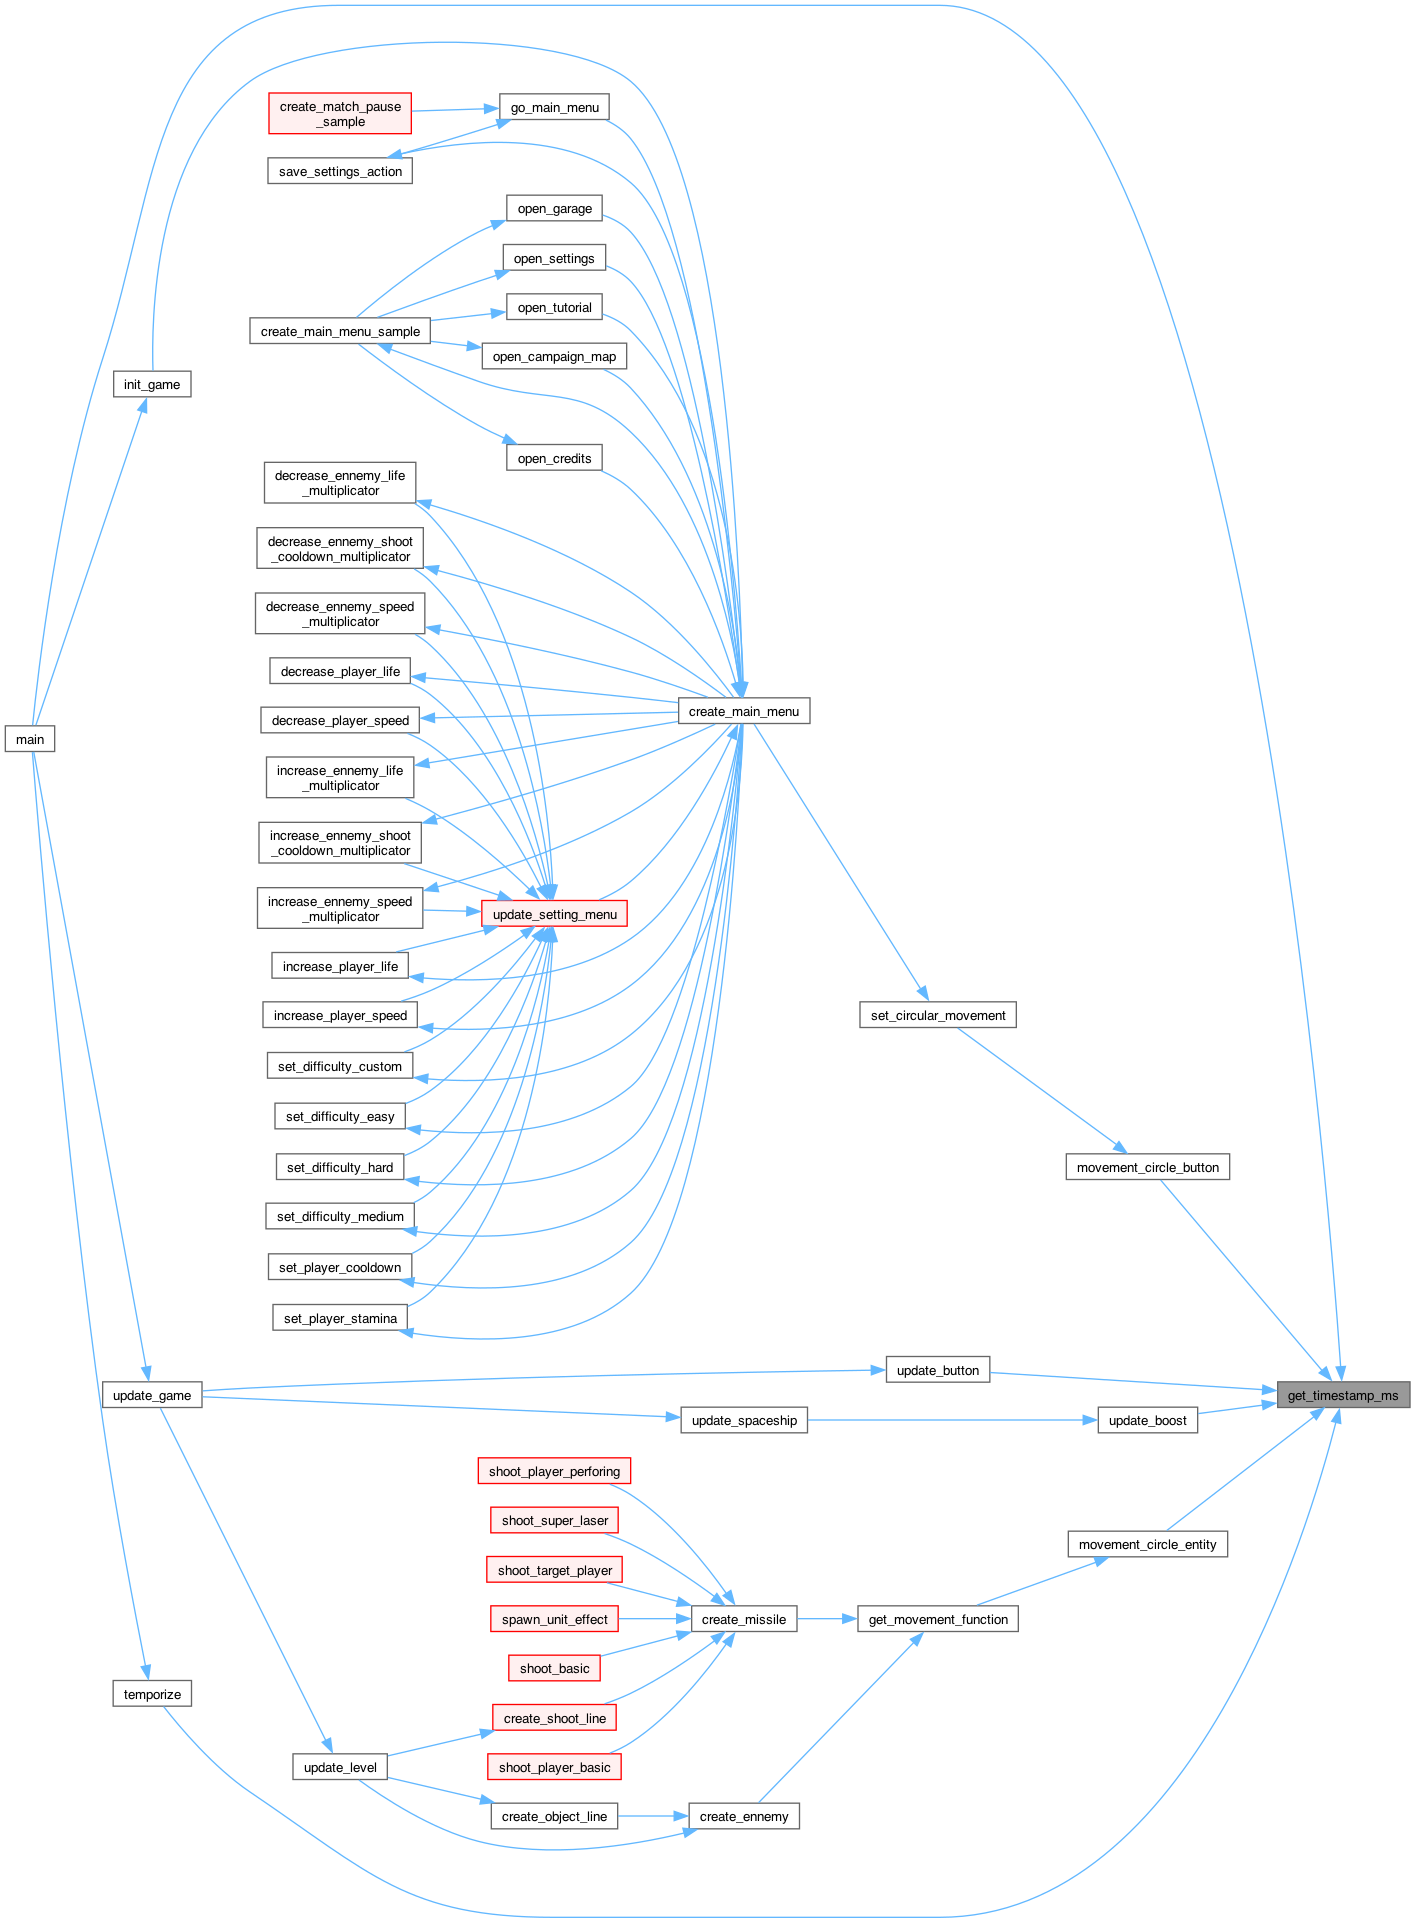 create_match_pause
_sample
go_main_menu
save_settings_action
open_garage
open_settings
open_tutorial
create_main_menu_sample
open_campaign_map
init_game
open_credits
decrease_ennemy_life
_multiplicator
decrease_ennemy_shoot
_cooldown_multiplicator
decrease_ennemy_speed
_multiplicator
decrease_player_life
decrease_player_speed
create_main_menu
main
increase_ennemy_life
_multiplicator
increase_ennemy_shoot
_cooldown_multiplicator
increase_ennemy_speed
_multiplicator
update_setting_menu
increase_player_life
increase_player_speed
set_circular_movement
set_difficulty_custom
set_difficulty_easy
set_difficulty_hard
movement_circle_button
set_difficulty_medium
set_player_cooldown
set_player_stamina
update_button
update_game
get_timestamp_ms
update_spaceship
update_boost
shoot_player_perforing
shoot_super_laser
movement_circle_entity
shoot_target_player
spawn_unit_effect
create_missile
get_movement_function
shoot_basic
temporize
create_shoot_line
update_level
shoot_player_basic
create_object_line
create_ennemy